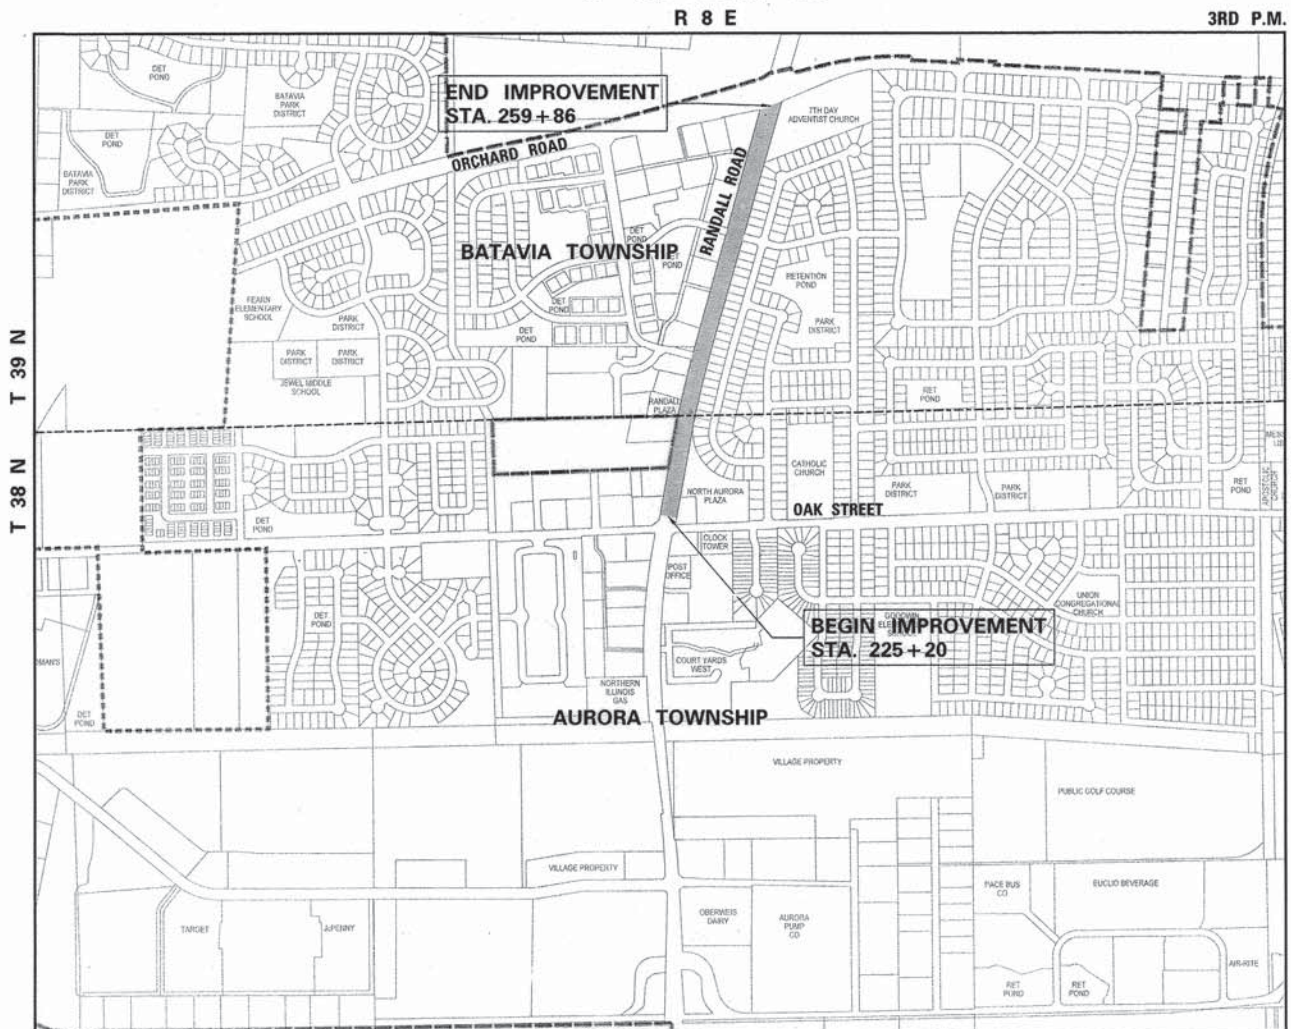 R 8 E
3RD P.M.
DET
POND
BATAVIA
PARK
DISTRICT
END IMPROVEMENT
STA. 259+86
7TH DAY
ADVENTIST CHURCH
DET
POND
ORCHARD ROAD
BATAVIA
PARK
DISTRICT
RANDALL ROAD
BATAVIA TOWNSHIP
DET
POND
DET
POND
RETENTION
POND
FEARN
ELEMENTARY
SCHOOL
DET
POND
PARK
DISTRICT
PARK
DISTRICT
DET
POND
T 39 N
PARK
DISTRICT
PARK
DISTRICT
JEWEL MIDDLE
SCHOOL
RET
POND
RANDALL
PLAZA
T 38 N
CATHOLIC
CHURCH
NORTH AURORA
PLAZA
PARK
DISTRICT
PARK
DISTRICT
RET
POND
APOSTOLIC
CHURCH
OAK STREET
DET
POND
CLOCK
TOWER
POST
OFFICE
DET
POND
UNION
CONGREGATIONAL
CHURCH
GOODWIN
BEGIN IMPROVEMENT
STA. 225+20
COURT YARDS
WEST
NORTHERN
ILLINOIS
GAS
DET
POND
AURORA TOWNSHIP
VILLAGE PROPERTY
PUBLIC GOLF COURSE
VILLAGE PROPERTY
PACE BUS
CO
EUCLID BEVERAGE
OBERWEIS
DAIRY
AURORA
PUMP
CO
TARGET
JcPENNY
AIR-RITE
RET
POND
RET
POND